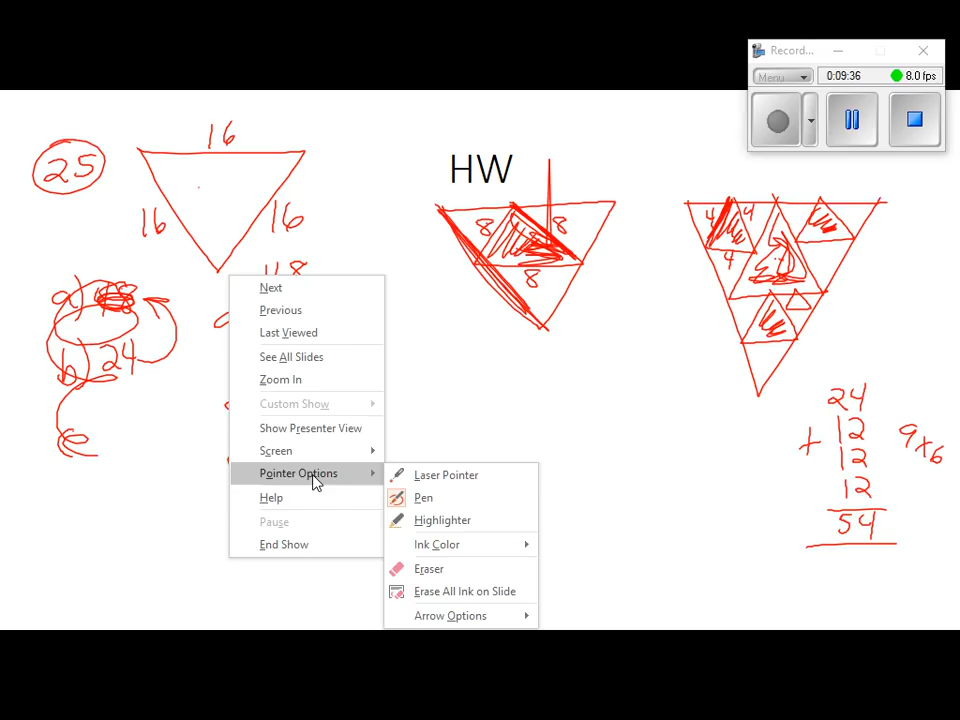 Record...
Menu
0:09:36
8.0 fps
25
16
16
16
48
HW
8
8
8
4
4
4
a)
b) 24
Next
Previous
Last Viewed
See All Slides
Zoom In
Custom Show
Show Presenter View
Screen
Pointer Options
Help
Pause
End Show
Laser Pointer
Pen
Highlighter
Ink Color
Eraser
Erase All Ink on Slide
Arrow Options
24
+ 12
12
12
54
9x6